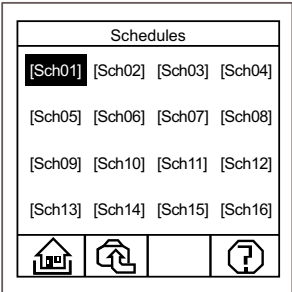 Schedules
[Sch01] [Sch02] [Sch03] [Sch04]
[Sch05] [Sch06] [Sch07] [Sch08]
[Sch09] [Sch10] [Sch11] [Sch12]
[Sch13] [Sch14] [Sch15] [Sch16]
?